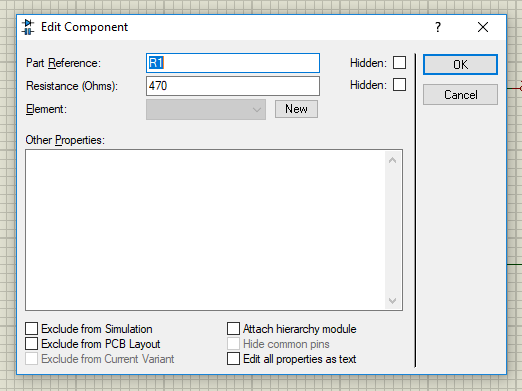 Edit Component
?
Part Reference: R1 Hidden:
OK
Resistance (Ohms): 470 Hidden:
Cancel
Element: New
Other Properties:
Exclude from Simulation Attach hierarchy module
Exclude from PCB Layout Hide common pins
Exclude from Current Variant Edit all properties as text